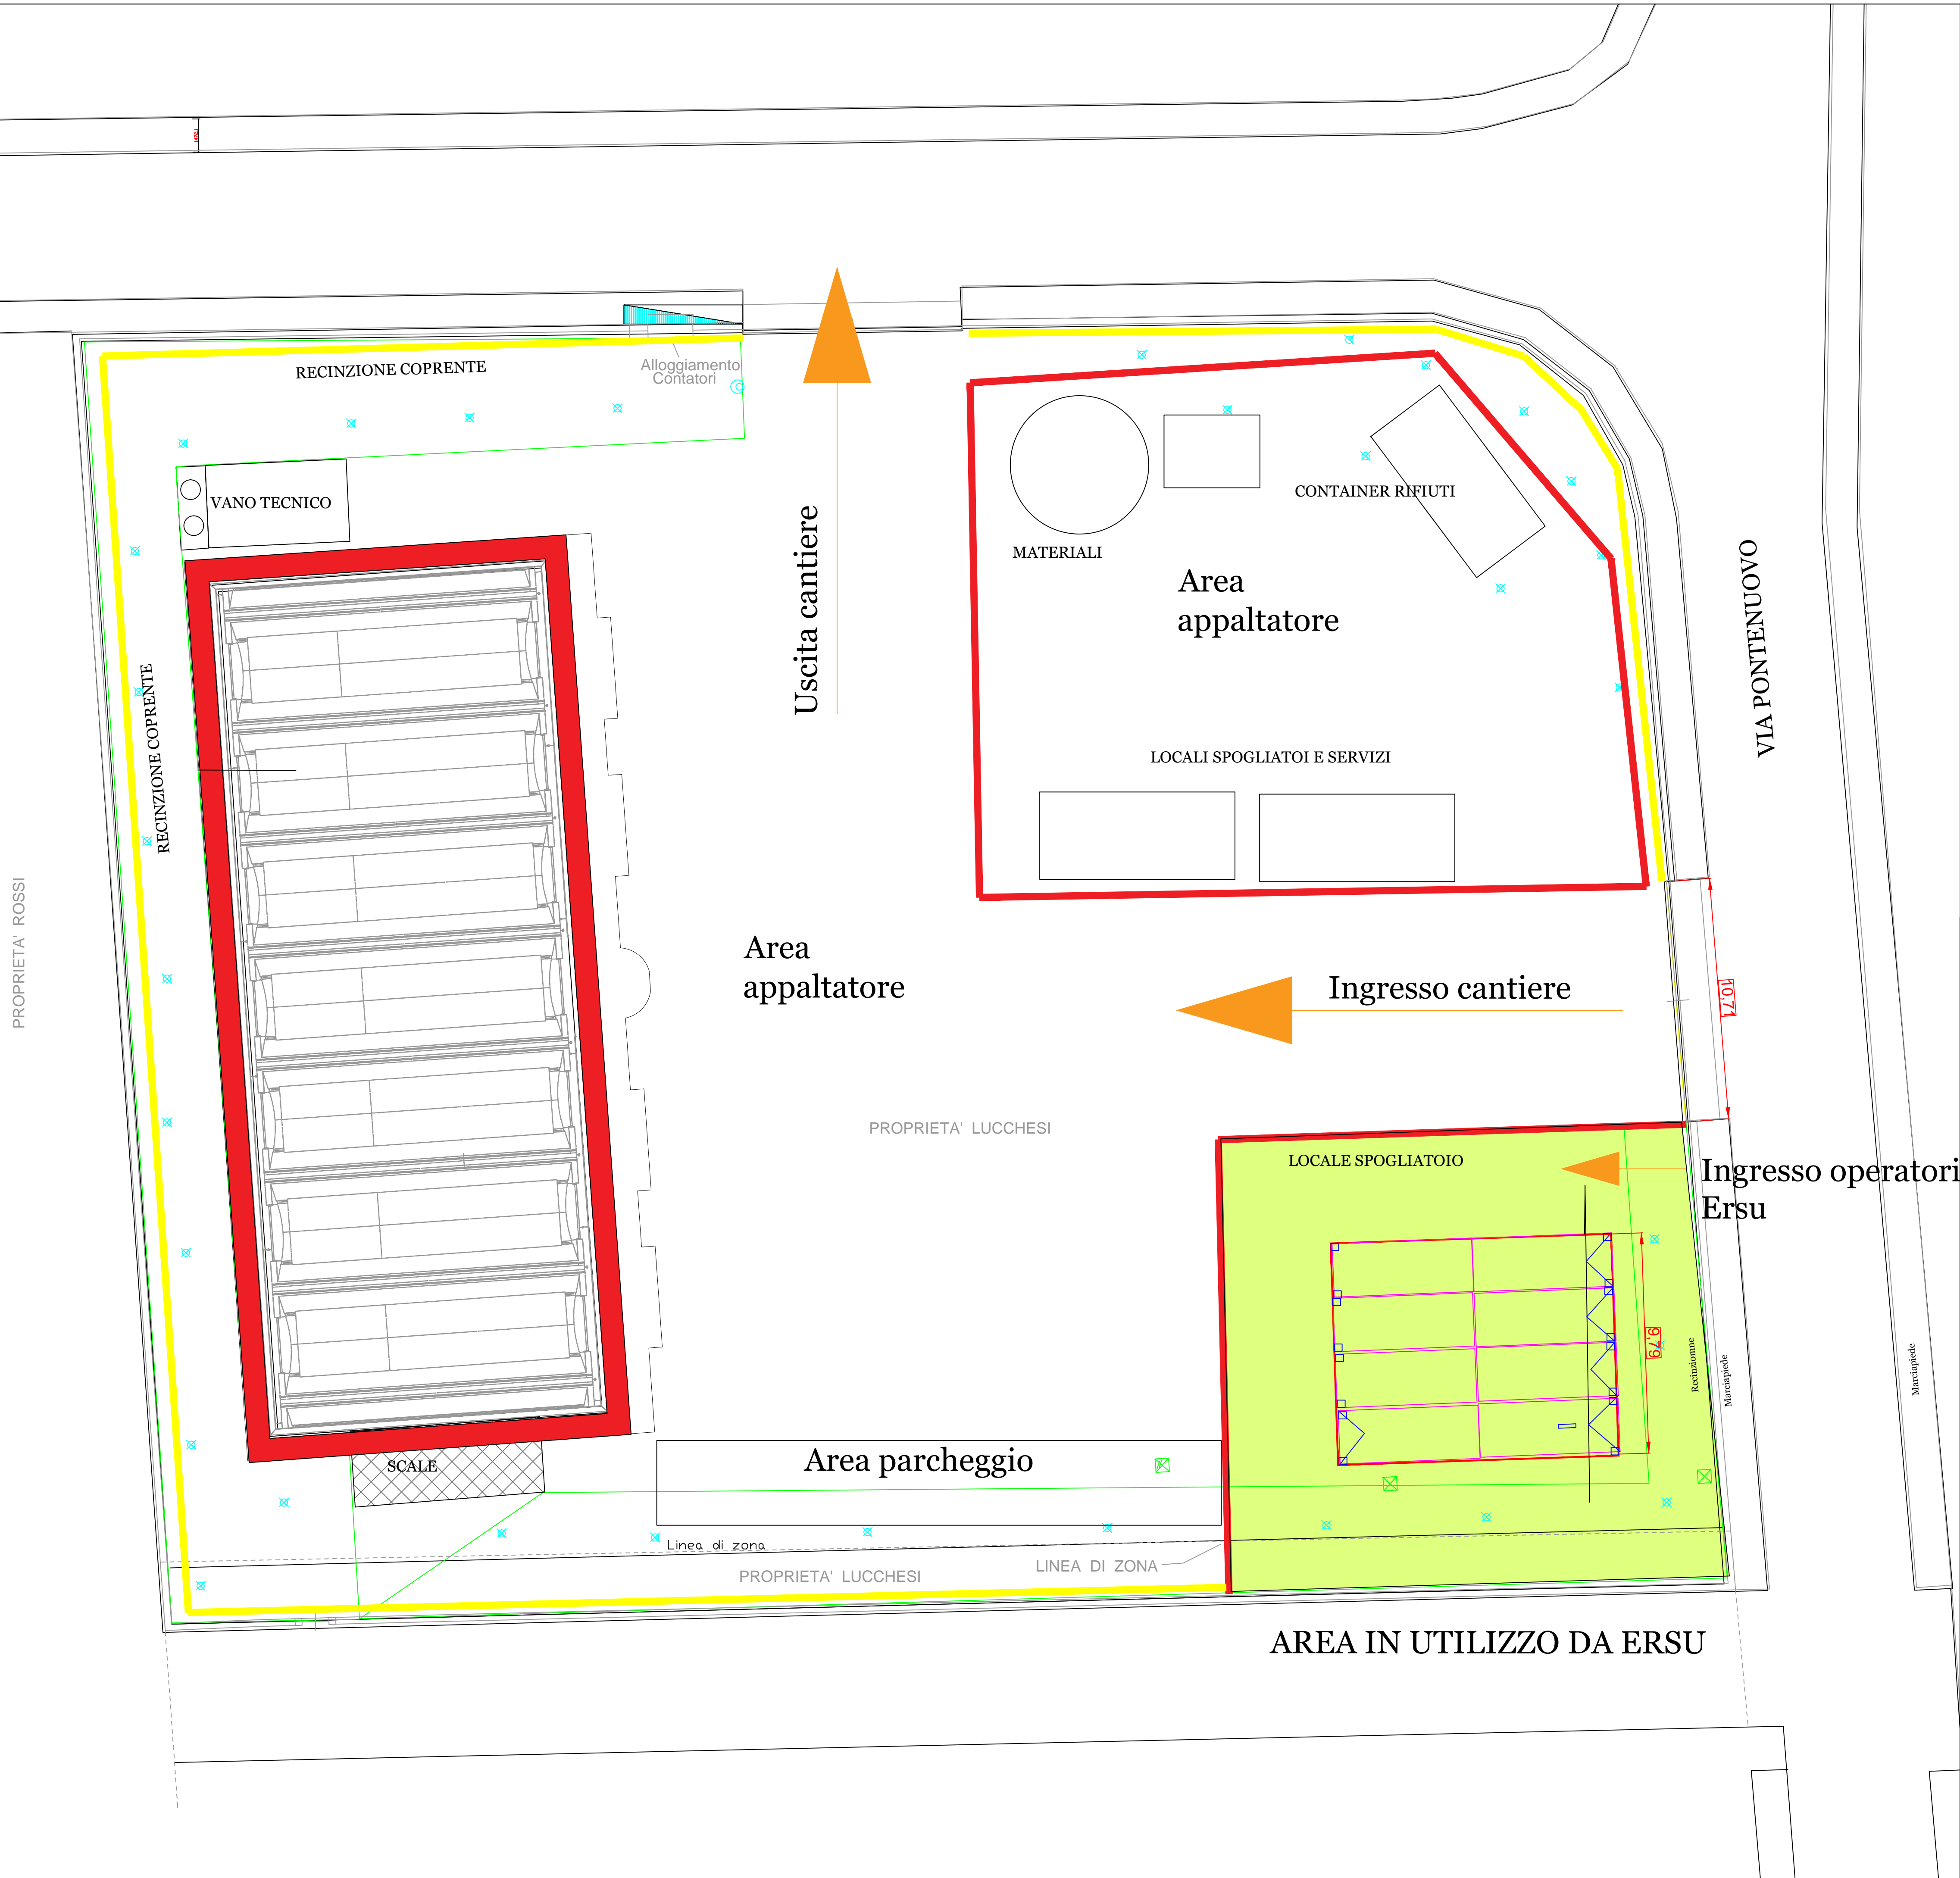 RECINZIONE COPRENTE
Alloggiamento
Contatori
VANO TECNICO
RECINZIONE COPRENTE
PROPRIETA' ROSSI
Uscita cantiere
MATERIALI
CONTAINER RIFIUTI
Area
appaltatore
LOCALI SPOGLIATOI E SERVIZI
VIA PONTENUOVO
Area
appaltatore
Ingresso cantiere
10,71
PROPRIETA' LUCCHESI
LOCALE SPOGLIATOIO
Ingresso operatori
Ersu
9,79
Recinziomne
Marciapiede
Marciapiede
SCALE
Area parcheggio
Linea di zona
LINEA DI ZONA
PROPRIETA' LUCCHESI
AREA IN UTILIZZO DA ERSU